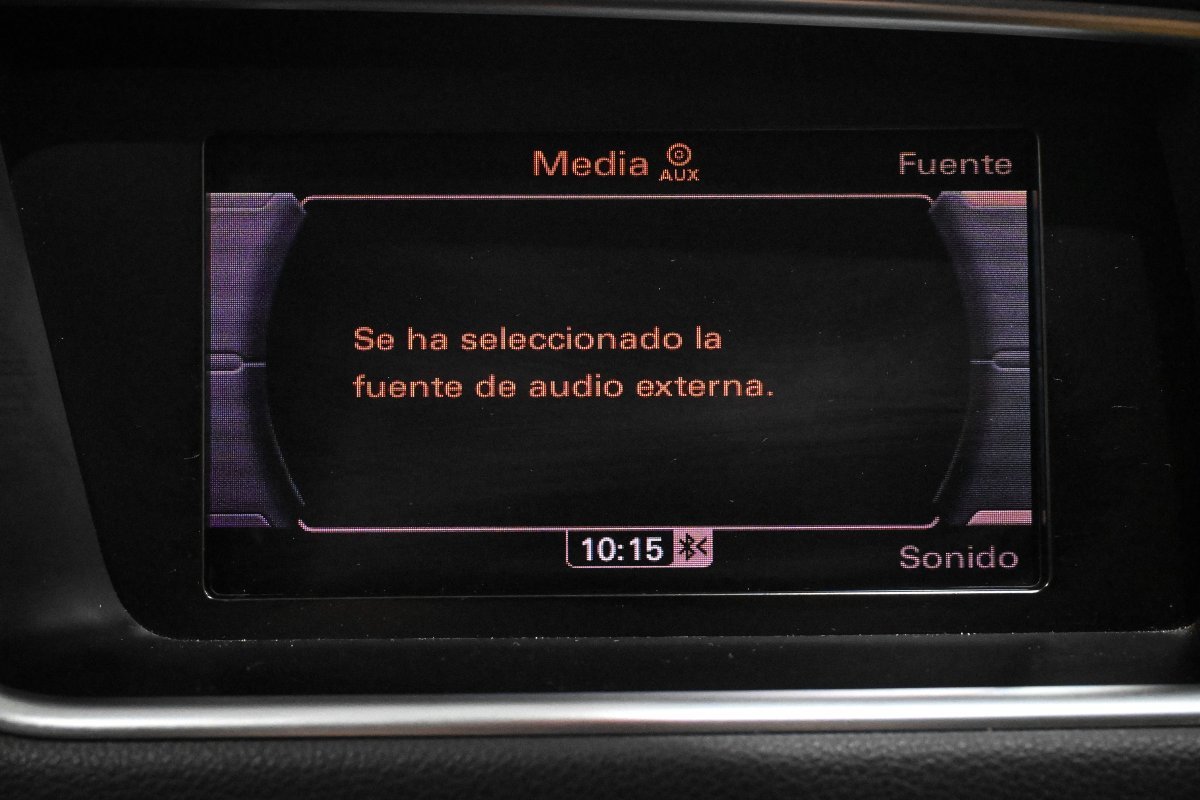 Media AUX
Fuente
Se ha seleccionado la
fuente de audio externa.
10:15
Sonido